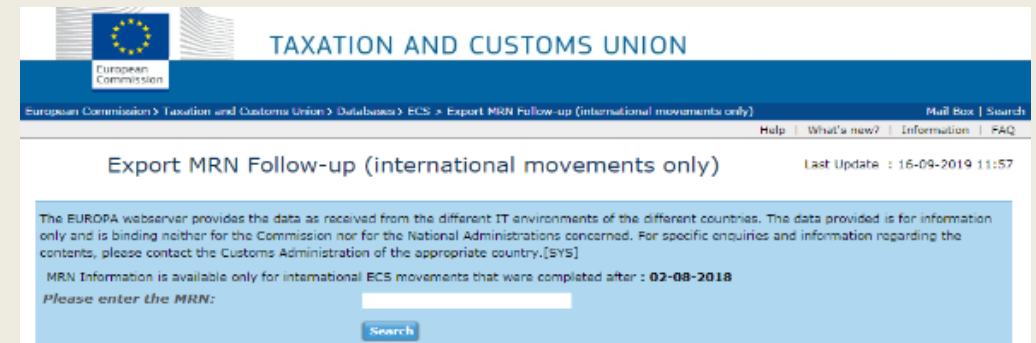 TAXATION AND CUSTOMS UNION
European
Commission
European Commission > Taxation and Customs Union > Databases > ECS > Export MRN Follow-up (international movements only) Mail Box | Search
Help | What's new? | Information | FAQ
Export MRN Follow-up (international movements only) Last Update : 16-09-2019 11:57
The EUROPA webserver provides the data as received from the different IT environments of the different countries. The data provided is for information
only and is binding neither for the Commission nor for the National Administrations concerned. For specific enquiries and information regarding the
contents, please contact the Customs Administration of the appropriate country.[SYS]
MRN Information is available only for international ECS movements that were completed after : 02-08-2018
Please enter the MRN:
Search